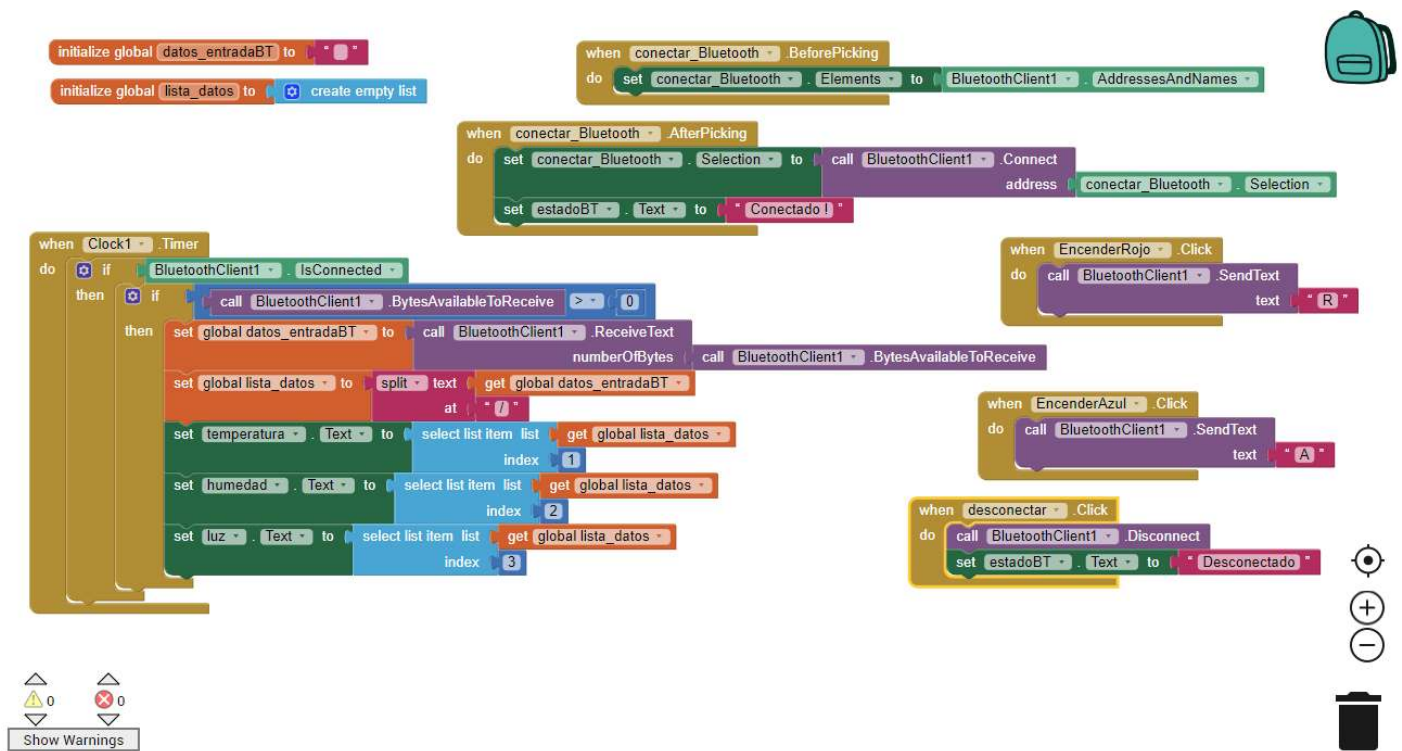 initialize global datos_entradaBT to " "
initialize global lista_datos to create empty list
when conectar_Bluetooth .BeforePicking
do set conectar_Bluetooth . Elements to BluetoothClient1 . AddressesAndNames
when conectar_Bluetooth .AfterPicking
do set conectar_Bluetooth . Selection to call BluetoothClient1 .Connect
address conectar_Bluetooth . Selection
set estadoBT . Text to " Conectado ! "
when Clock1 .Timer
do if BluetoothClient1 . IsConnected
then if call BluetoothClient1 .BytesAvailableToReceive > 0
then set global datos_entradaBT to call BluetoothClient1 .ReceiveText
numberOfBytes call BluetoothClient1 .BytesAvailableToReceive
set global lista_datos to split text get global datos_entradaBT
at " / "
set temperatura . Text to select list item list get global lista_datos
index 1
set humedad . Text to select list item list get global lista_datos
index 2
set luz . Text to select list item list get global lista_datos
index 3
when EncenderRojo .Click
do call BluetoothClient1 .SendText
text " R "
when EncenderAzul .Click
do call BluetoothClient1 .SendText
text " A "
when desconectar .Click
do call BluetoothClient1 .Disconnect
set estadoBT . Text to " Desconectado "
0 0
Show Warnings